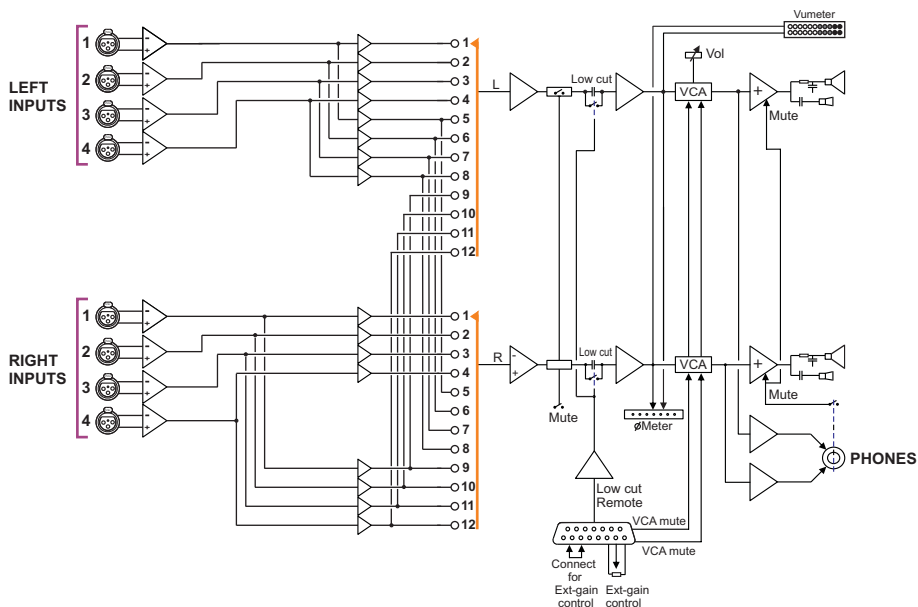 LEFT
INPUTS
1
2
3
4
- +
- +
- +
- +
1
2
3
4
5
6
7
8
9
10
11
12
L
Low cut
Vol
VCA
Vumeter
+
Mute
RIGHT
INPUTS
1
2
3
4
- +
- +
- +
- +
1
2
3
4
5
6
7
8
9
10
11
12
R
- +
Low cut
VCA
+
Mute
Mute
øMeter
PHONES
Low cut
Remote
VCA mute
VCA mute
Connect
for
Ext-gain
control
Ext-gain
control